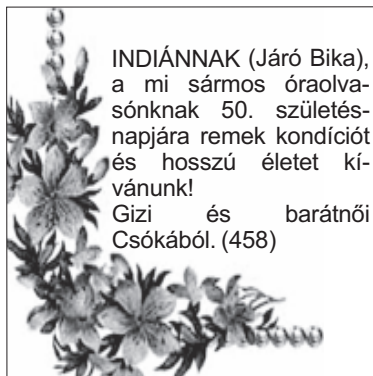 INDIÁNNAK (Járó Bika),
a mi sármos óraolva-
sónknak 50. születés-
napjára remek kondíciót
és hosszú életet kí-
vánunk!
Gizi és barátnői
Csókából. (458)